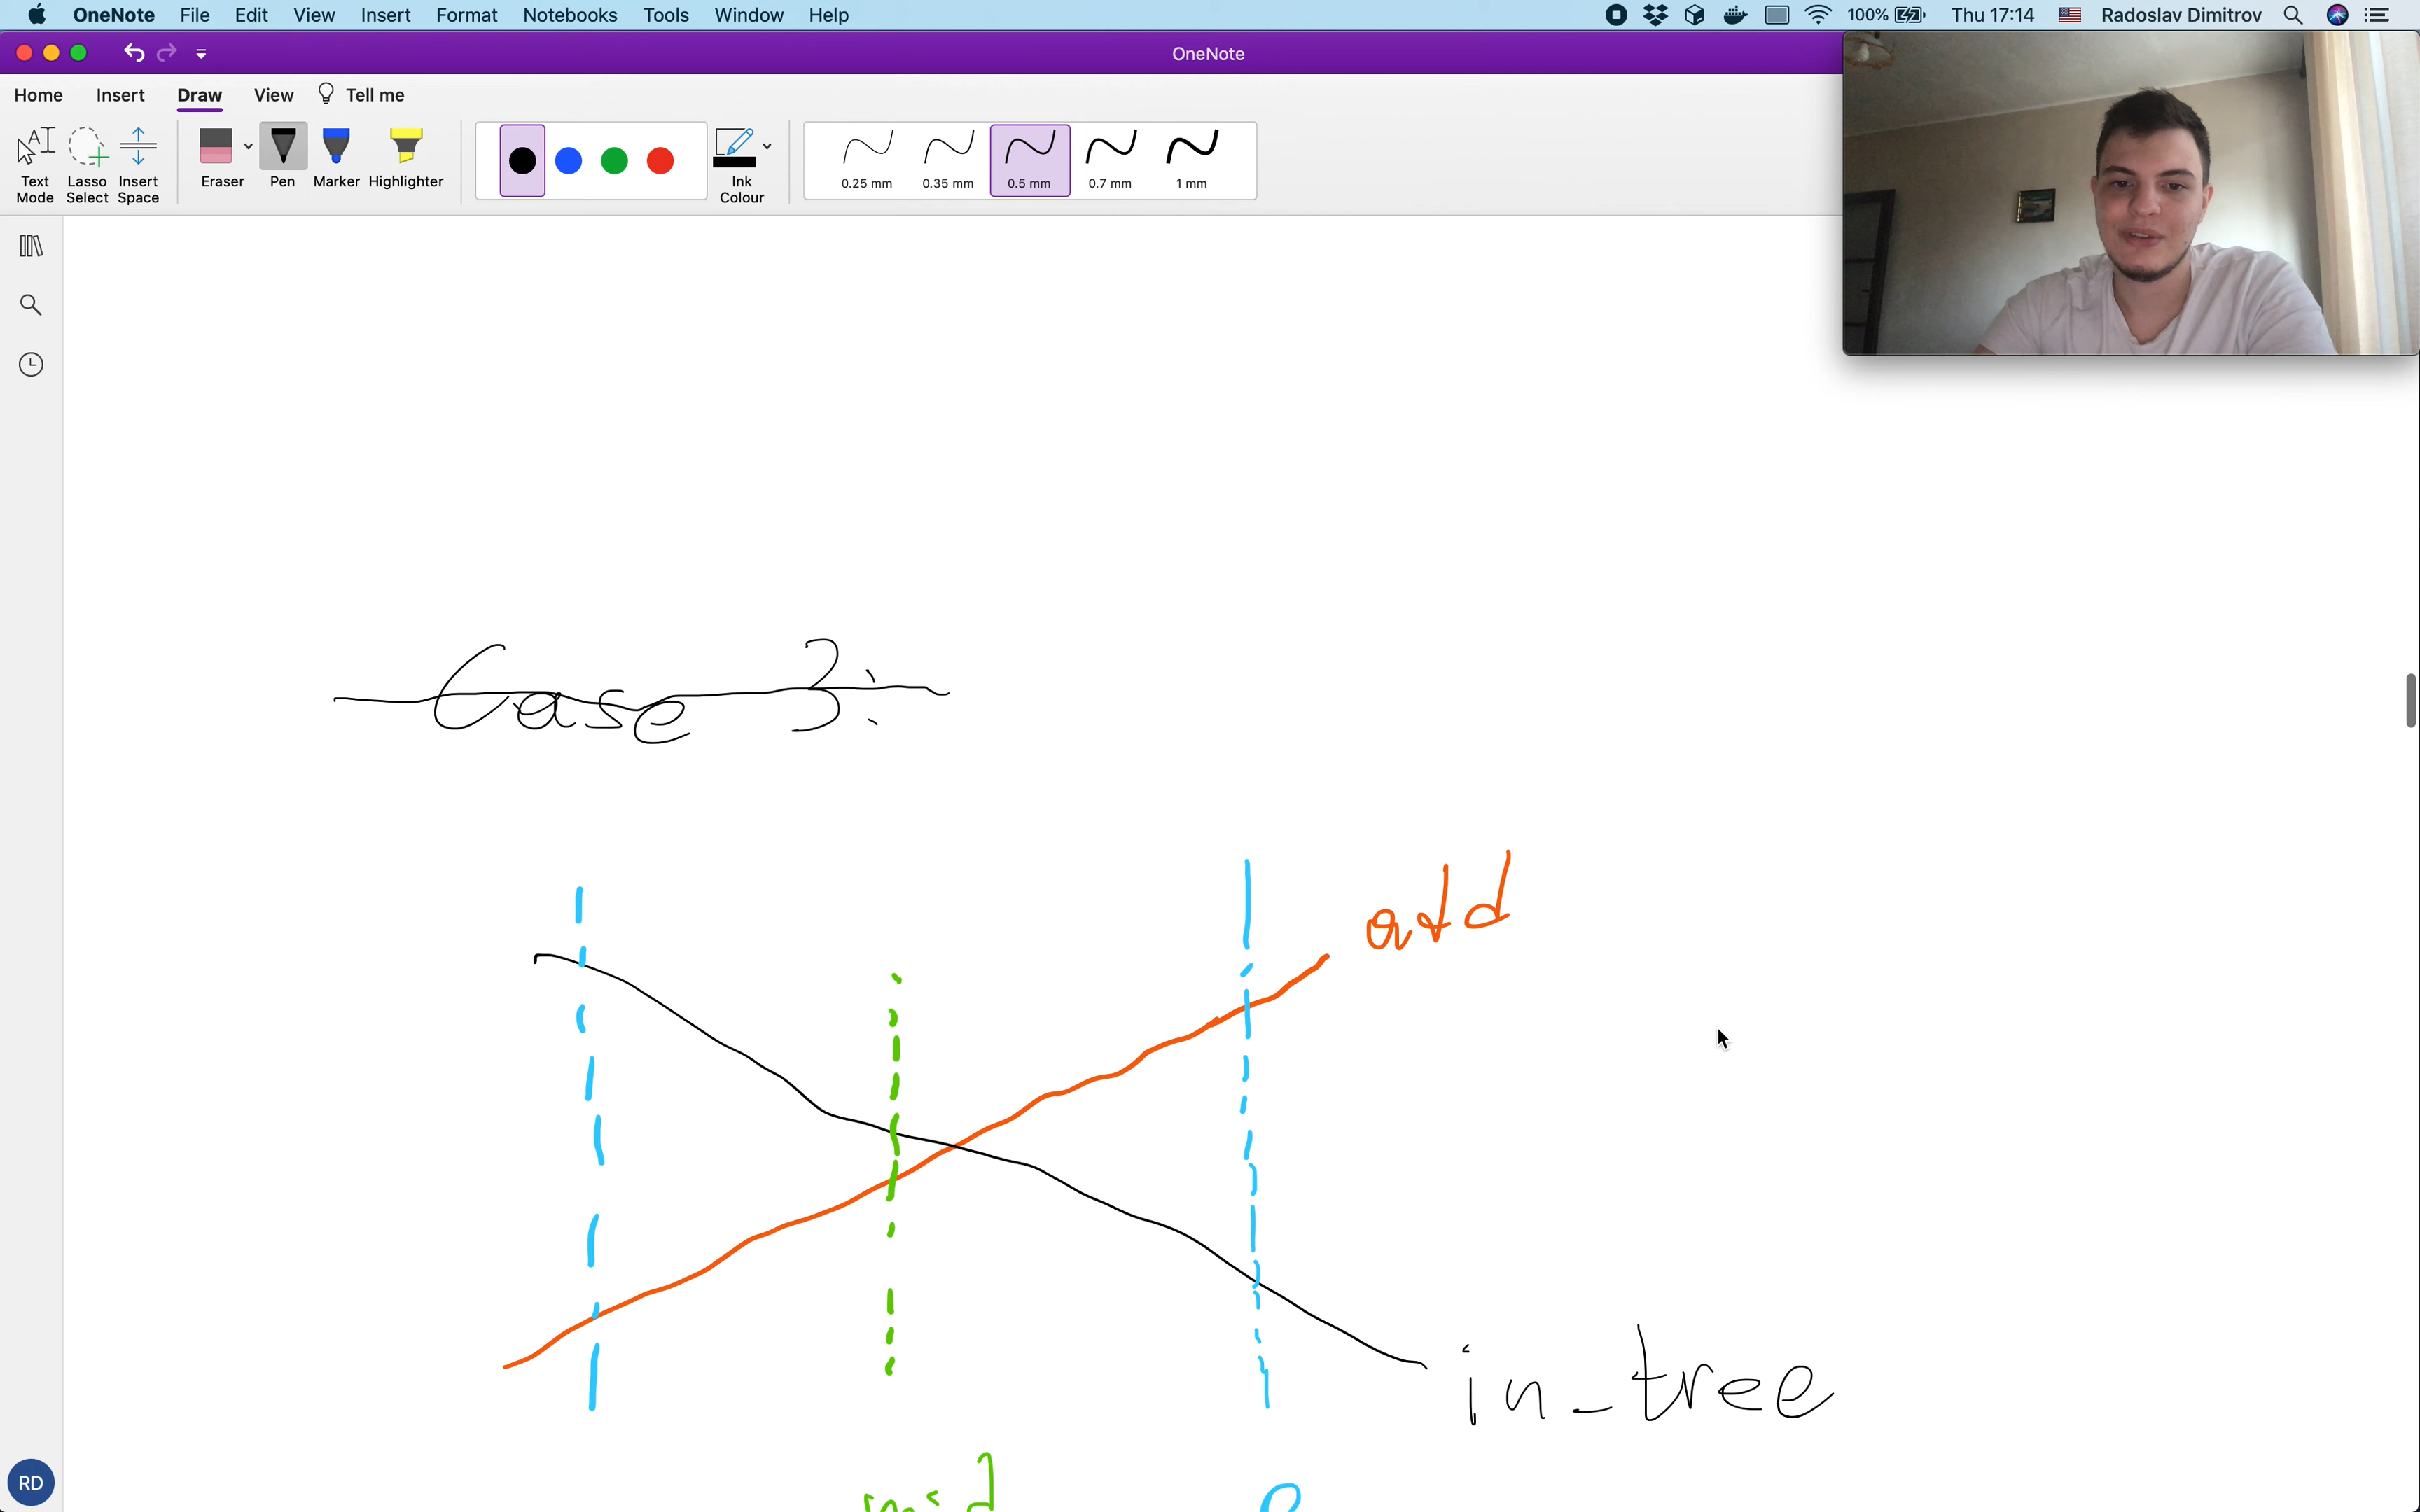 OneNote File Edit View Insert Format Notebooks Tools Window Help 100% Thu 17:14 Radoslav Dimitrov
OneNote
Home Insert Draw View Tell me
Text Mode Lasso Select Insert Space Eraser Pen Marker Highlighter Ink Colour 0.25 mm 0.35 mm 0.5 mm 0.7 mm 1 mm
Case 3:
add
in_tree
mid
RD